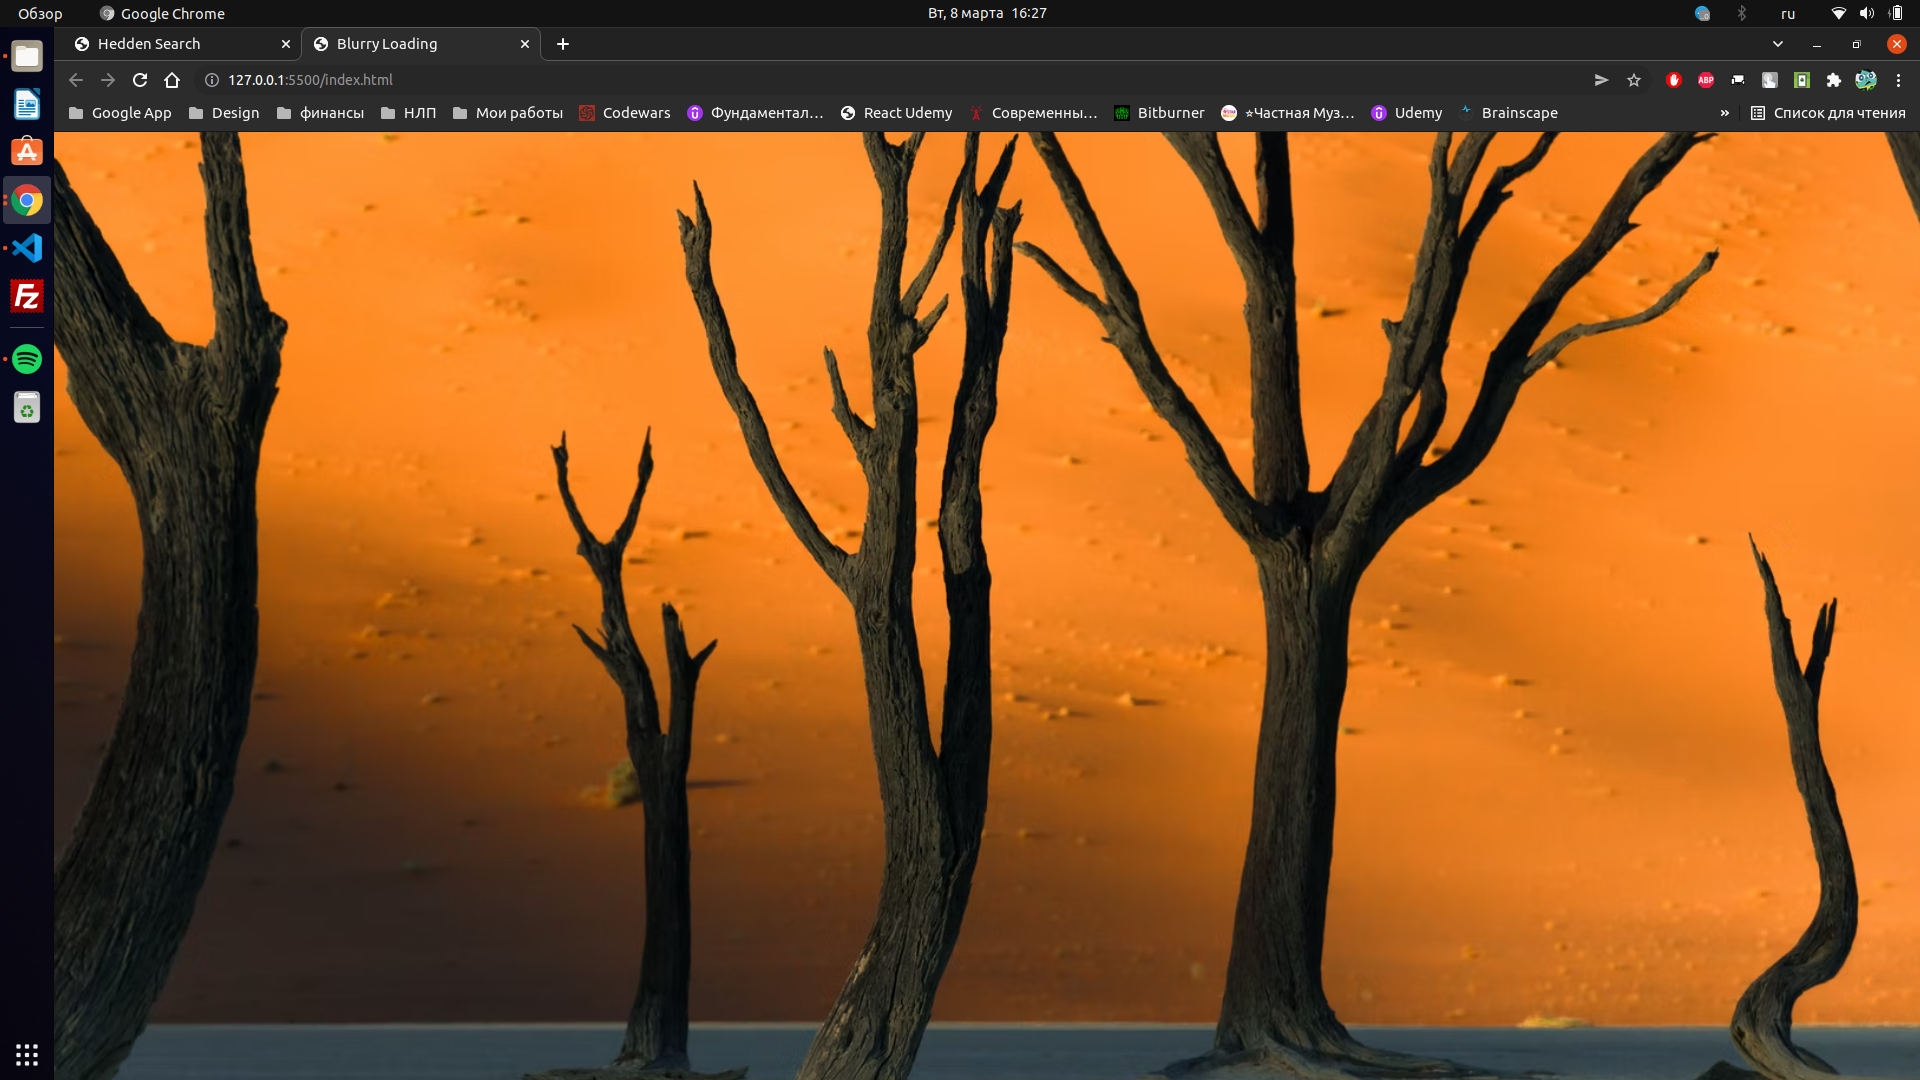 Обзор Google Chrome Вт, 8 марта 16:27 ru
Hedden Search Blurry Loading
127.0.0.1:5500/index.html ABP
Google App Design финансы НЛП Мои работы Codewars Фундаментал... React Udemy Современны... Bitburner ⭐Частная Муз... Udemy Brainscape » Список для чтения
Fz